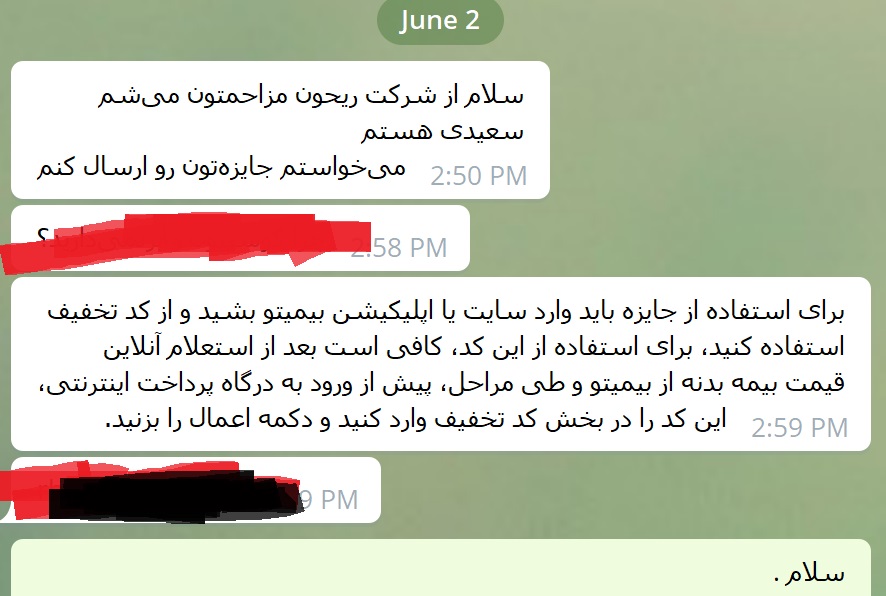 June 2
سلام از شرکت ریحون مزاحمتون می‌شم
سعیدی هستم
می‌خواستم جایزه‌تون رو ارسال کنم
2:50 PM
؟
2:58 PM
برای استفاده از جایزه باید وارد سایت یا اپلیکیشن بیمیتو بشید و از کد تخفیف
استفاده کنید، برای استفاده از این کد، کافی است بعد از استعلام آنلاین
قیمت بیمه بدنه از بیمیتو و طی مراحل، پیش از ورود به درگاه پرداخت اینترنتی،
این کد را در بخش کد تخفیف وارد کنید و دکمه اعمال را بزنید.
2:59 PM
9 PM
سلام .